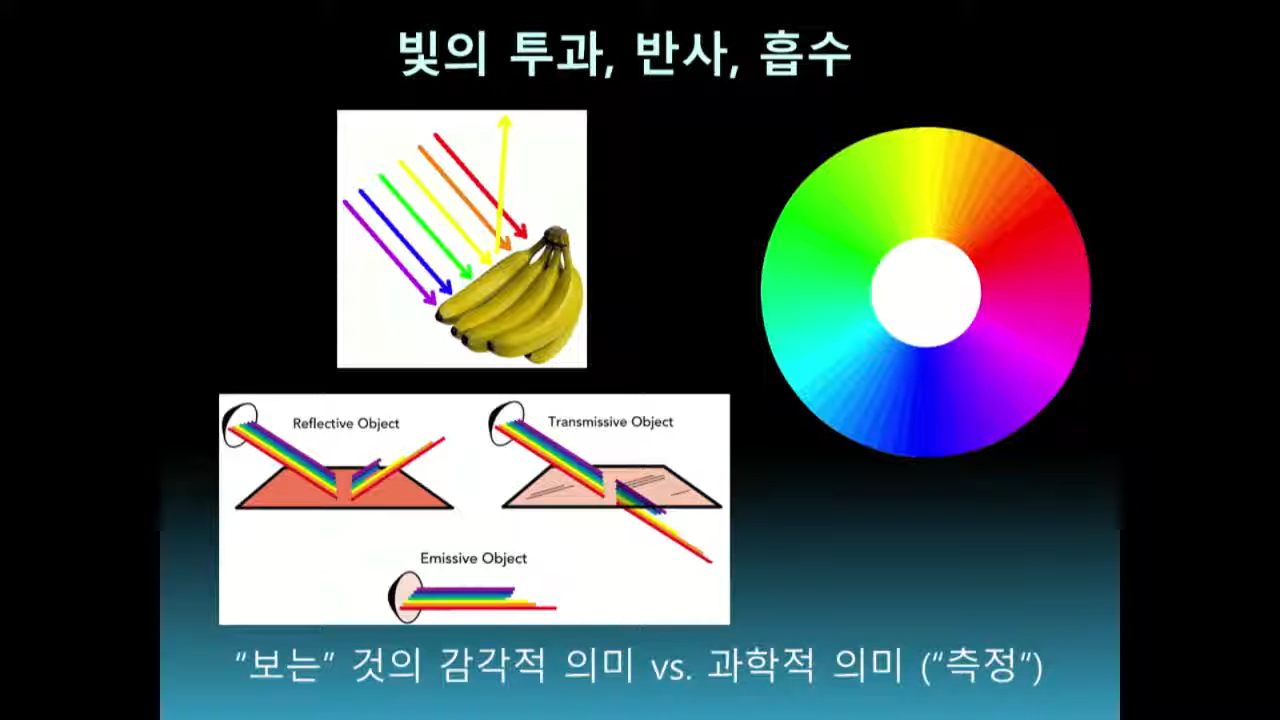 빛의 투과, 반사, 흡수
Reflective Object
Transmissive Object
Emissive Object
“보는” 것의 감각적 의미 vs. 과학적 의미 (“측정“)